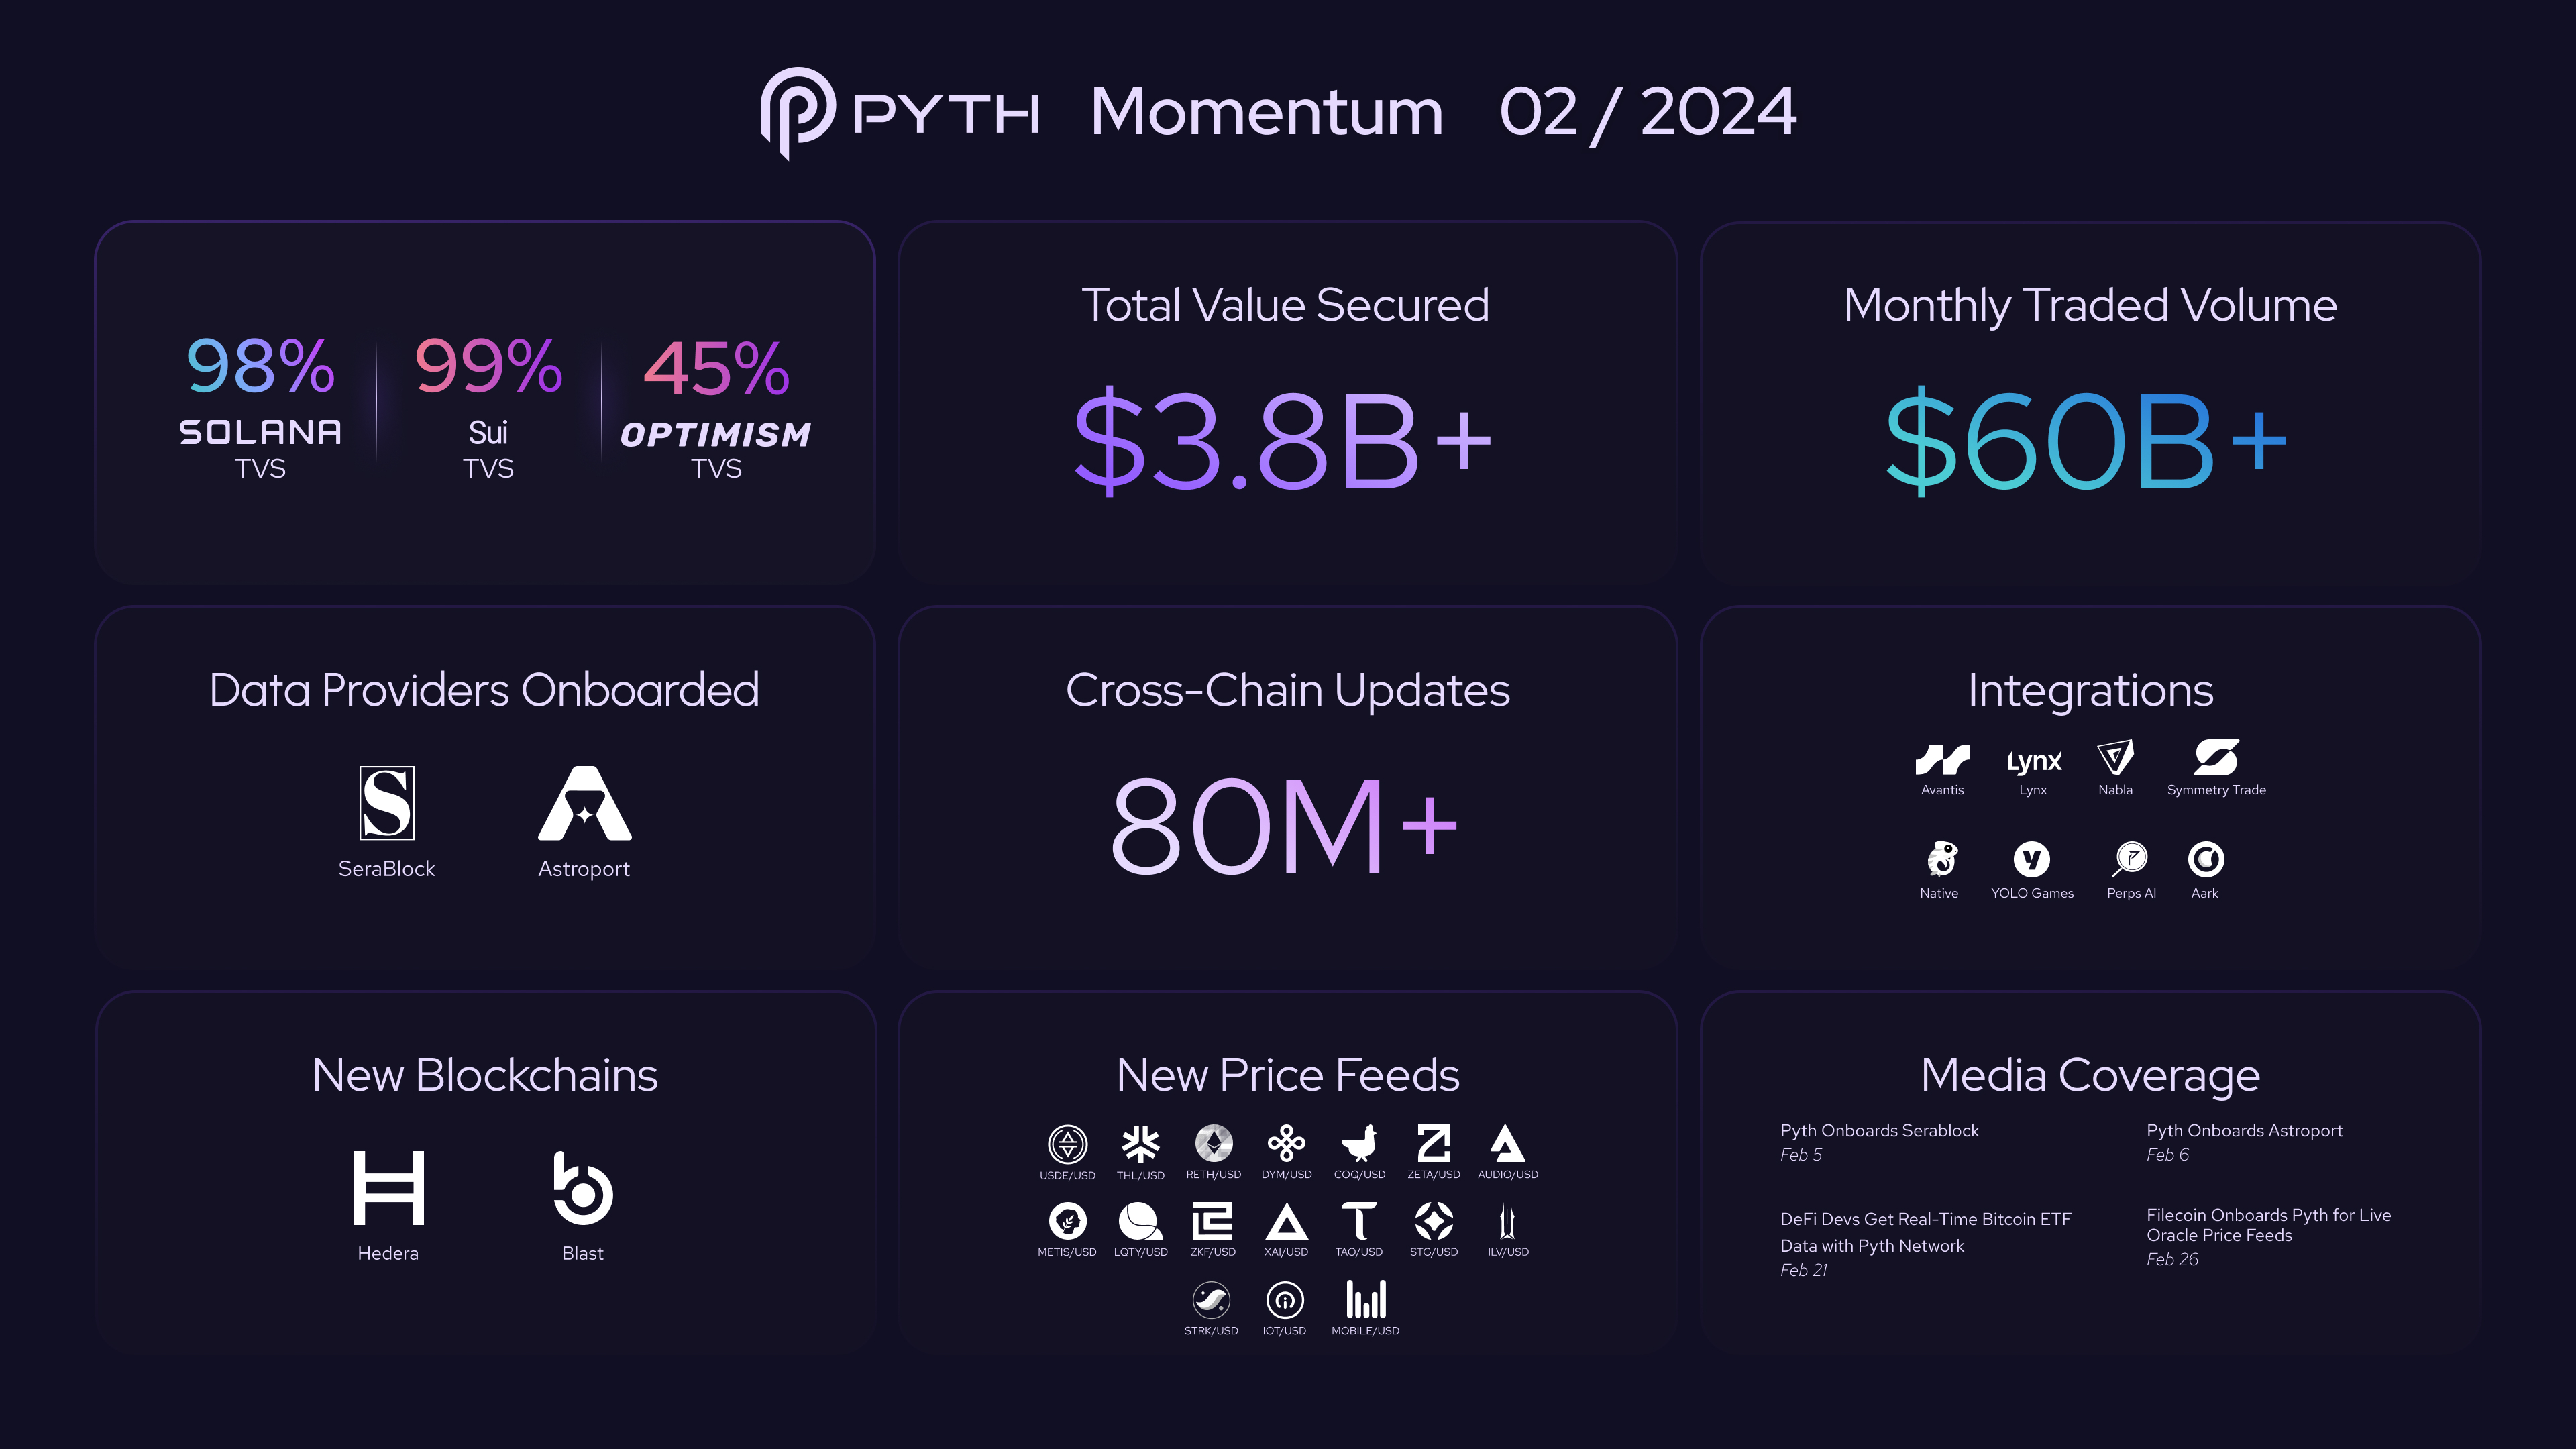 PYTH Momentum 02 / 2024
98% 99% 45%
SOLANA Sui OPTIMISM
TVS TVS TVS
Total Value Secured
$3.8B+
Monthly Traded Volume
$60B+
Data Providers Onboarded
S
SeraBlock Astroport
Cross-Chain Updates
80M+
Integrations
Lynx
Avantis Lynx Nabla Symmetry Trade
Native YOLO Games Perps AI Aark
New Blockchains
Hedera Blast
New Price Feeds
USDE/USD THL/USD RETH/USD DYM/USD COQ/USD ZETA/USD AUDIO/USD
METIS/USD LQTY/USD ZKF/USD XAI/USD TAO/USD STG/USD ILV/USD
STRK/USD IOT/USD MOBILE/USD
Media Coverage
Pyth Onboards Serablock
Feb 5
Pyth Onboards Astroport
Feb 6
DeFi Devs Get Real-Time Bitcoin ETF
Data with Pyth Network
Feb 21
Filecoin Onboards Pyth for Live
Oracle Price Feeds
Feb 26